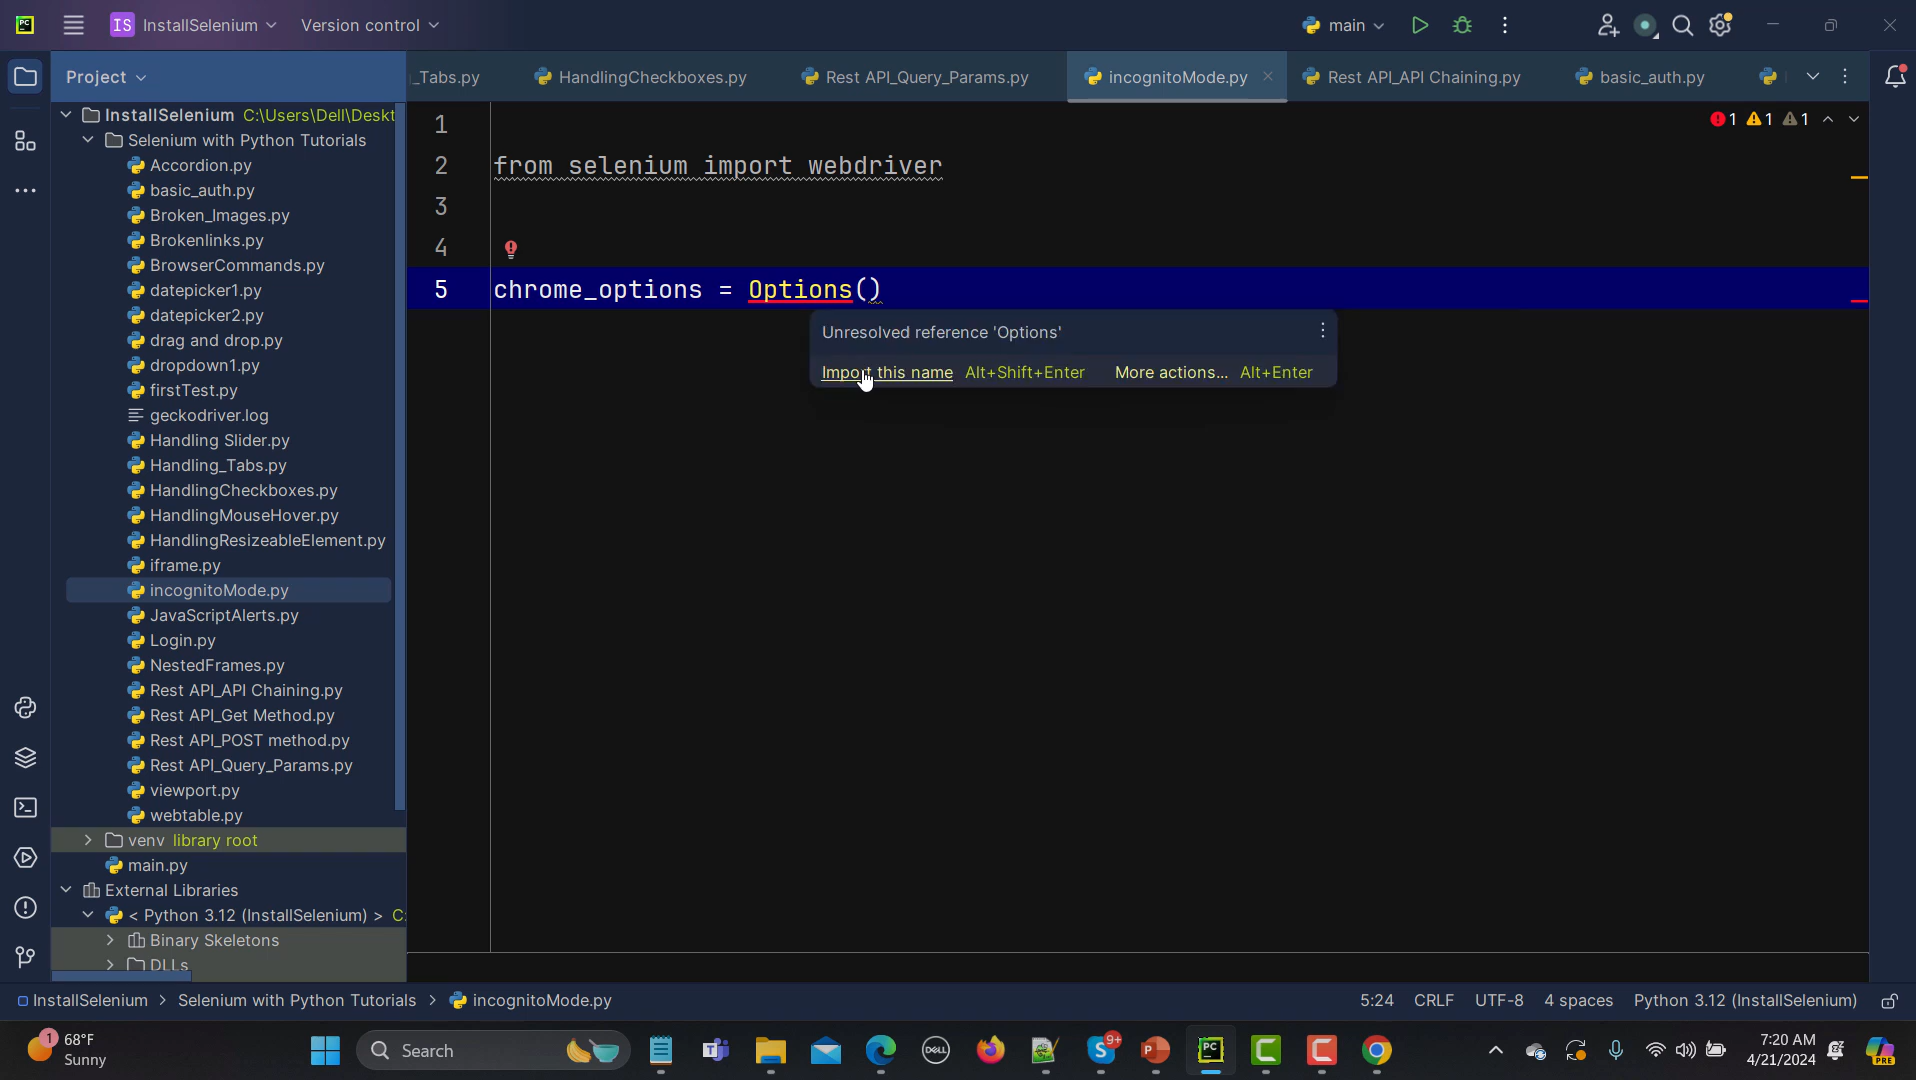 PC
IS InstallSelenium
Version control
main
Project
_Tabs.py
HandlingCheckboxes.py
Rest API_Query_Params.py
incognitoMode.py
Rest API_API Chaining.py
basic_auth.py
InstallSelenium C:\Users\Dell\Deskt
Selenium with Python Tutorials
Accordion.py
basic_auth.py
Broken_Images.py
Brokenlinks.py
BrowserCommands.py
datepicker1.py
datepicker2.py
drag and drop.py
dropdown1.py
firstTest.py
geckodriver.log
Handling Slider.py
Handling_Tabs.py
HandlingCheckboxes.py
HandlingMouseHover.py
HandlingResizeableElement.py
iframe.py
incognitoMode.py
JavaScriptAlerts.py
Login.py
NestedFrames.py
Rest API_API Chaining.py
Rest API_Get Method.py
Rest API_POST method.py
Rest API_Query_Params.py
viewport.py
webtable.py
venv library root
main.py
External Libraries
< Python 3.12 (InstallSelenium) > C:
Binary Skeletons
DLLs
1 1 1
1
2 from selenium import webdriver
3
4
5 chrome_options = Options()
Unresolved reference 'Options'
Import this name Alt+Shift+Enter More actions... Alt+Enter
InstallSelenium > Selenium with Python Tutorials > incognitoMode.py
5:24 CRLF UTF-8 4 spaces Python 3.12 (InstallSelenium)
1
68°F
Sunny
Search
DELL
9+
PC
7:20 AM
4/21/2024
PRE